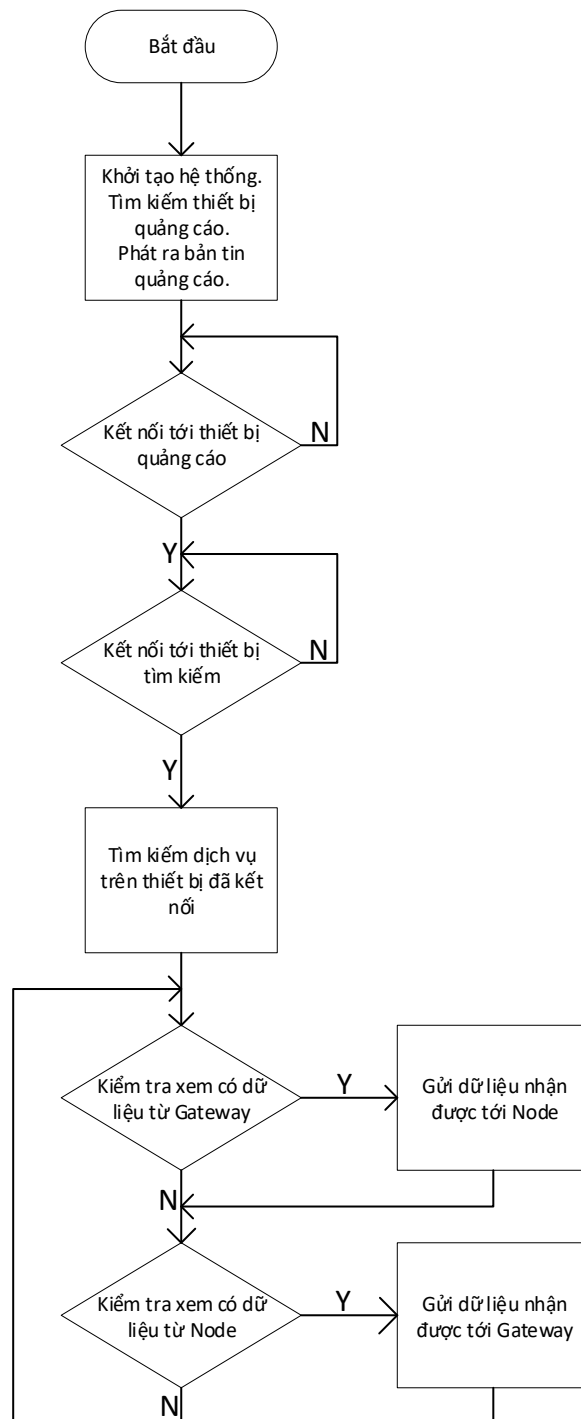 Bắt đầu
Khởi tạo hệ thống.
Tìm kiếm thiết bị
quảng cáo.
Phát ra bản tin
quảng cáo.
Kết nối tới thiết bị
quảng cáo
N
Y
Kết nối tới thiết bị
tìm kiếm
N
Y
Tìm kiếm dịch vụ
trên thiết bị đã kết
nối
Kiểm tra xem có dữ
liệu từ Gateway
Y
Gửi dữ liệu nhận
được tới Node
N
Kiểm tra xem có dữ
liệu từ Node
Y
Gửi dữ liệu nhận
được tới Gateway
N